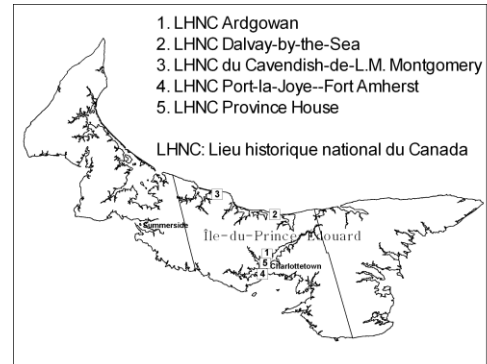 1. LHNC Ardgowan
2. LHNC Dalvay-by-the-Sea
3. LHNC du Cavendish-de-L.M. Montgomery
4. LHNC Port-la-Joye--Fort Amherst
5. LHNC Province House
LHNC: Lieu historique national du Canada
3
2
Summerside
Île-du-Prince-Édouard
1
5
Charlottetown
4